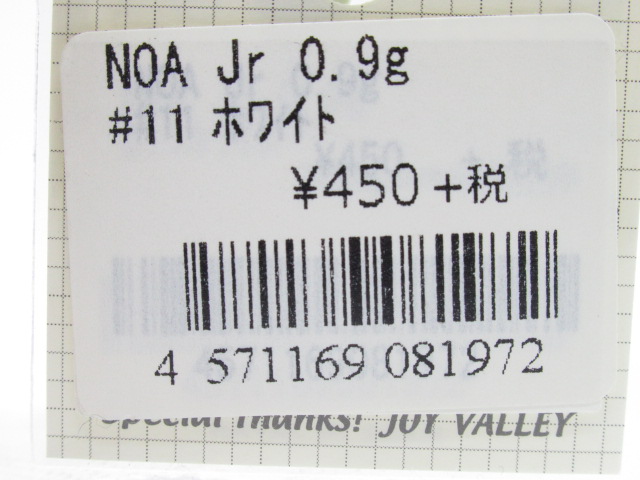 NOA Jr 0.9g
#11 ホワイト
¥450+税
4 571169 081972
Special Thanks! JOY VALLEY